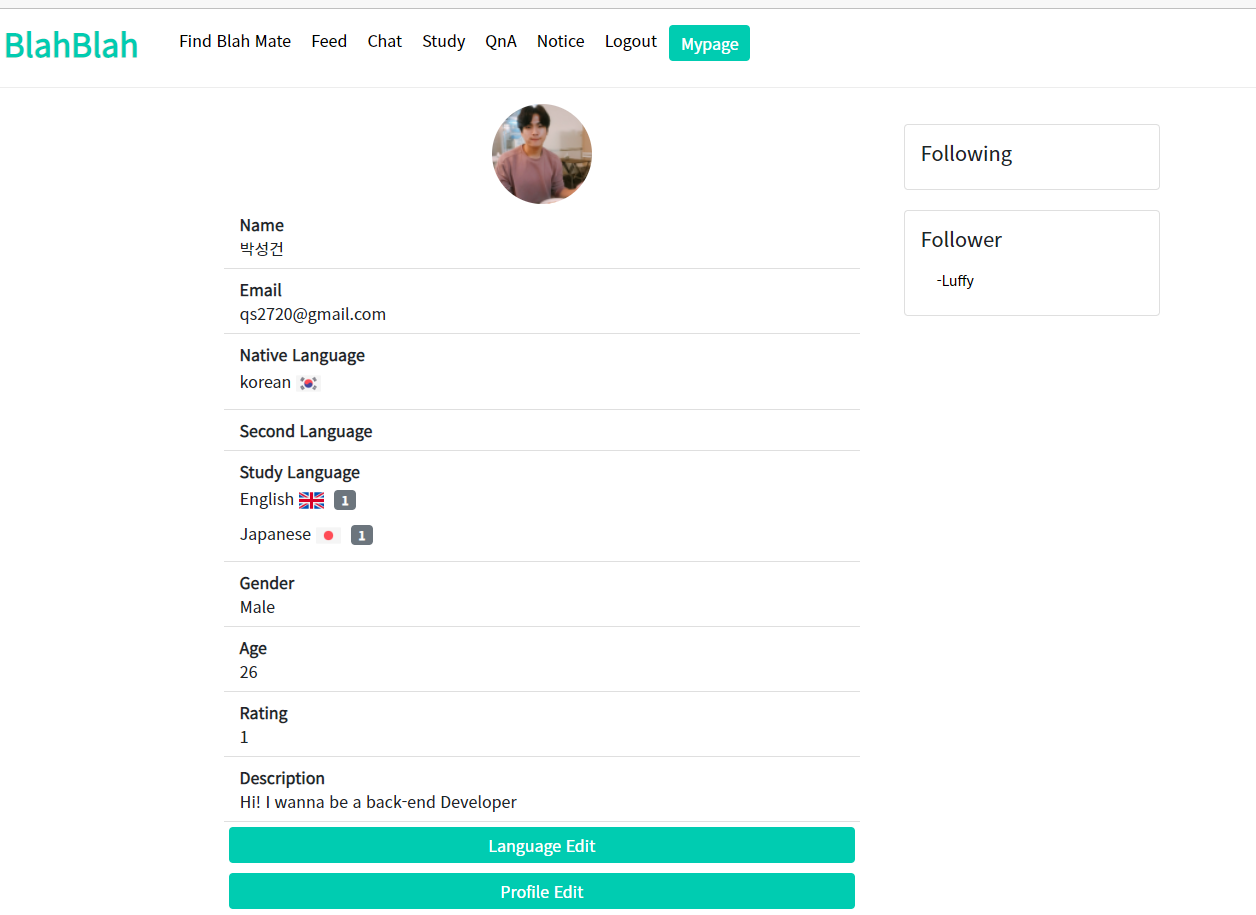 BlahBlah
Find Blah Mate Feed Chat Study QnA Notice Logout Mypage
Name
박성건
Email
qs2720@gmail.com
Native Language
korean
Second Language
Study Language
English 1
Japanese 1
Gender
Male
Age
26
Rating
1
Description
Hi! I wanna be a back-end Developer
Language Edit
Profile Edit
Following
Follower
-Luffy